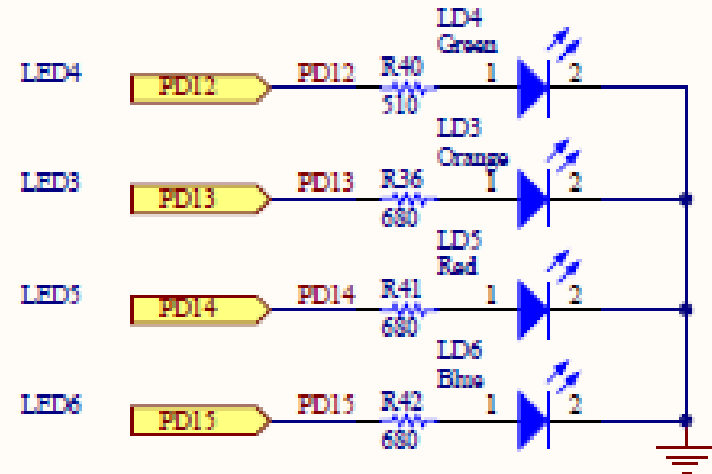 LD4
Green
LED4 PD12 PD12 R40 1 2
510
LD3
Orange
LED3 PD13 PD13 R36 1 2
680
LD5
Red
LED5 PD14 PD14 R41 1 2
680
LD6
Blue
LED6 PD15 PD15 R42 1 2
680